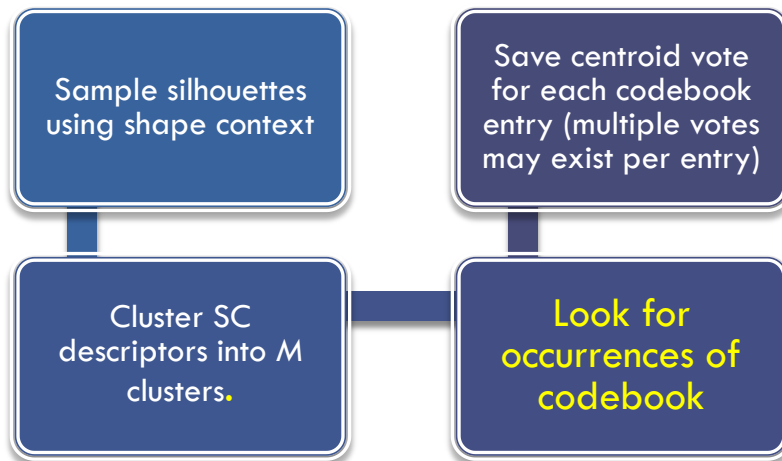 Sample silhouettes
using shape context
Cluster SC
descriptors into M
clusters.
Look for
occurrences of
codebook
Save centroid vote
for each codebook
entry (multiple votes
may exist per entry)